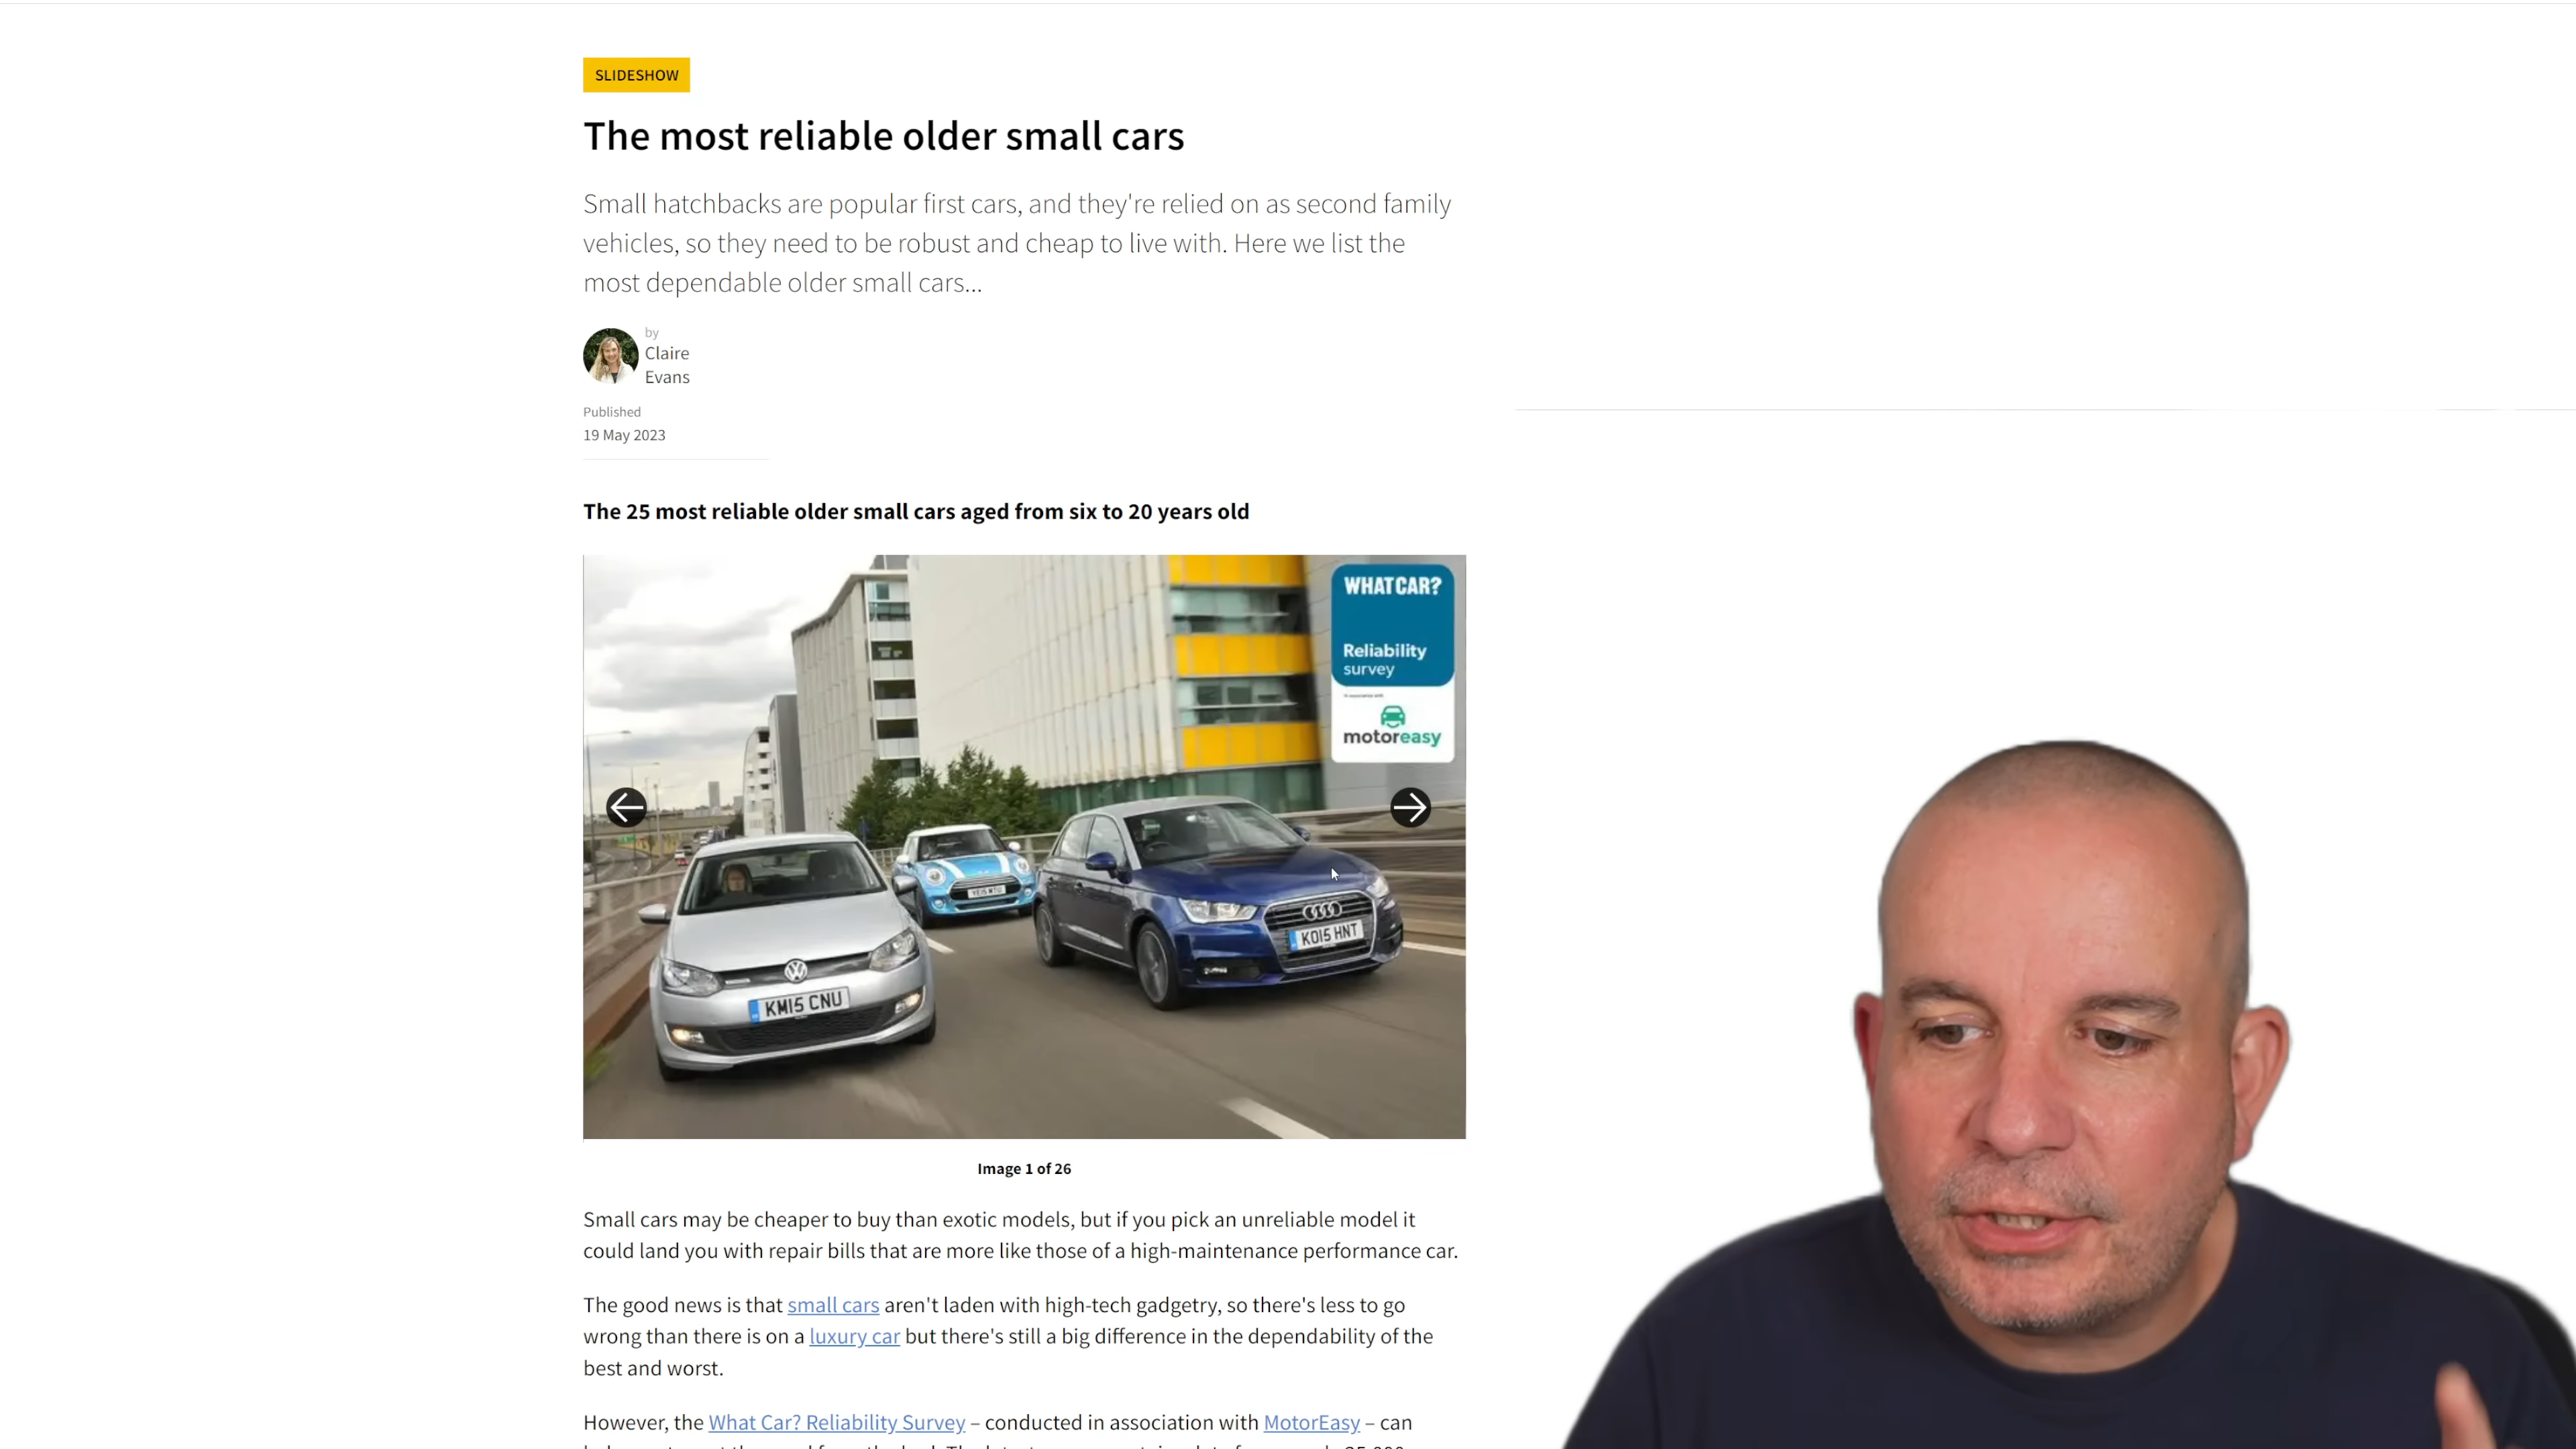 SLIDESHOW
The most reliable older small cars
Small hatchbacks are popular first cars, and they're relied on as second family
vehicles, so they need to be robust and cheap to live with. Here we list the
most dependable older small cars...
by
Claire
Evans
Published
19 May 2023
The 25 most reliable older small cars aged from six to 20 years old
WHAT CAR?
Reliability
survey
motoreasy
KM15 CNU
KO15 HNT
Image 1 of 26
Small cars may be cheaper to buy than exotic models, but if you pick an unreliable model it
could land you with repair bills that are more like those of a high-maintenance performance car.
The good news is that small cars aren't laden with high-tech gadgetry, so there's less to go
wrong than there is on a luxury car but there's still a big difference in the dependability of the
best and worst.
However, the What Car? Reliability Survey – conducted in association with MotorEasy – can